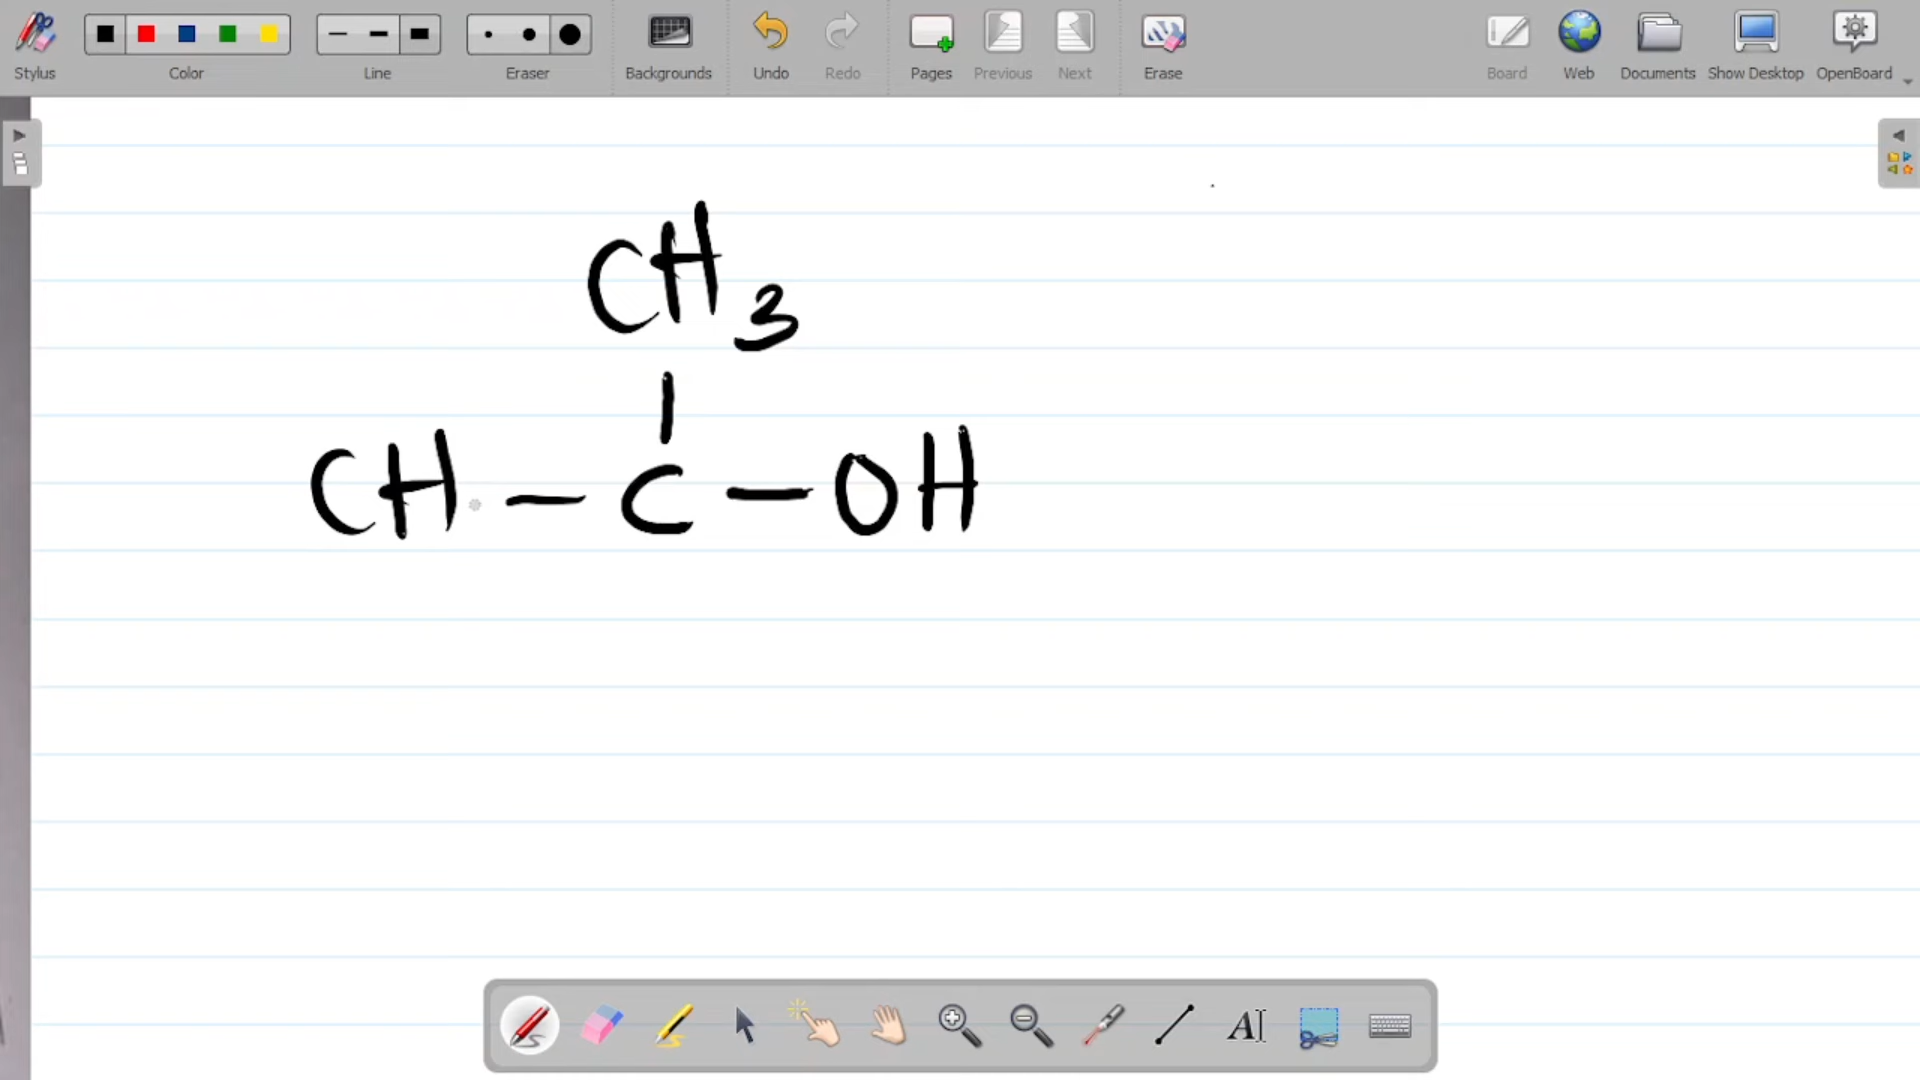 Stylus Color Line Eraser Backgrounds Undo Redo Pages Previous Next Erase Board Web Documents Show Desktop OpenBoard
CH3
|
CH – C – OH